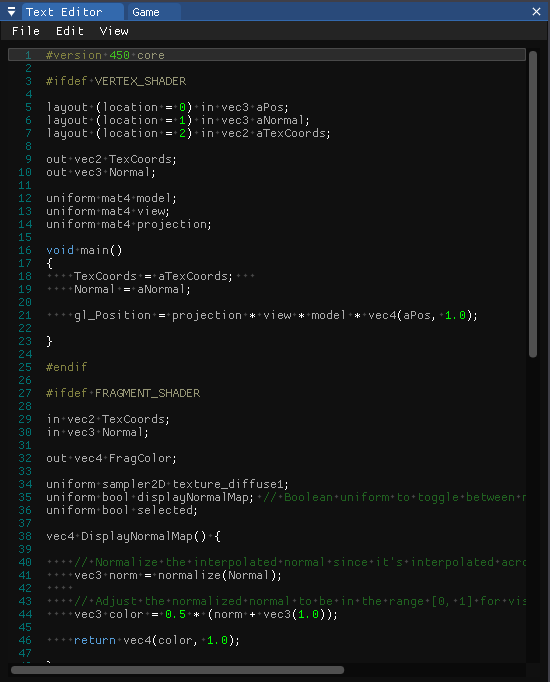 Text Editor Game
File Edit View
1 #version 450 core
2
3 #ifdef VERTEX_SHADER
4
5 layout (location = 0) in vec3 aPos;
6 layout (location = 1) in vec3 aNormal;
7 layout (location = 2) in vec2 aTexCoords;
8
9 out vec2 TexCoords;
10 out vec3 Normal;
11
12 uniform mat4 model;
13 uniform mat4 view;
14 uniform mat4 projection;
15
16 void main()
17 {
18     TexCoords = aTexCoords;
19     Normal = aNormal;
20
21     gl_Position = projection * view * model * vec4(aPos, 1.0);
22
23 }
24
25 #endif
26
27 #ifdef FRAGMENT_SHADER
28
29 in vec2 TexCoords;
30 in vec3 Normal;
31
32 out vec4 FragColor;
33
34 uniform sampler2D texture_diffuse1;
35 uniform bool displayNormalMap; // Boolean uniform to toggle between
36 uniform bool selected;
37
38 vec4 DisplayNormalMap() {
39
40     // Normalize the interpolated normal since it's interpolated
41     vec3 norm = normalize(Normal);
42
43     // Adjust the normalized normal to be in the range [0, 1] for
44     vec3 color = 0.5 * (norm + vec3(1.0));
45
46     return vec4(color, 1.0);
47